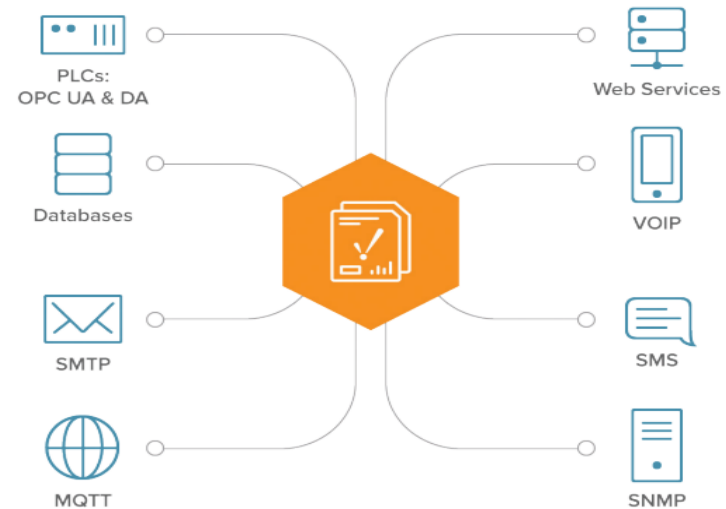 PLCs:
OPC UA & DA
Databases
SMTP
MQTT
Web Services
VOIP
SMS
SNMP